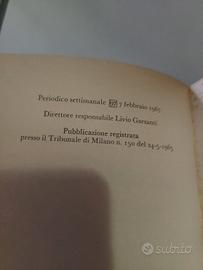 Periodico settimanale 7 febbraio 1967
Direttore responsabile Livio Garzanti
Pubblicazione registrata
presso il Tribunale di Milano n. 150 del 24-5-1965
subito